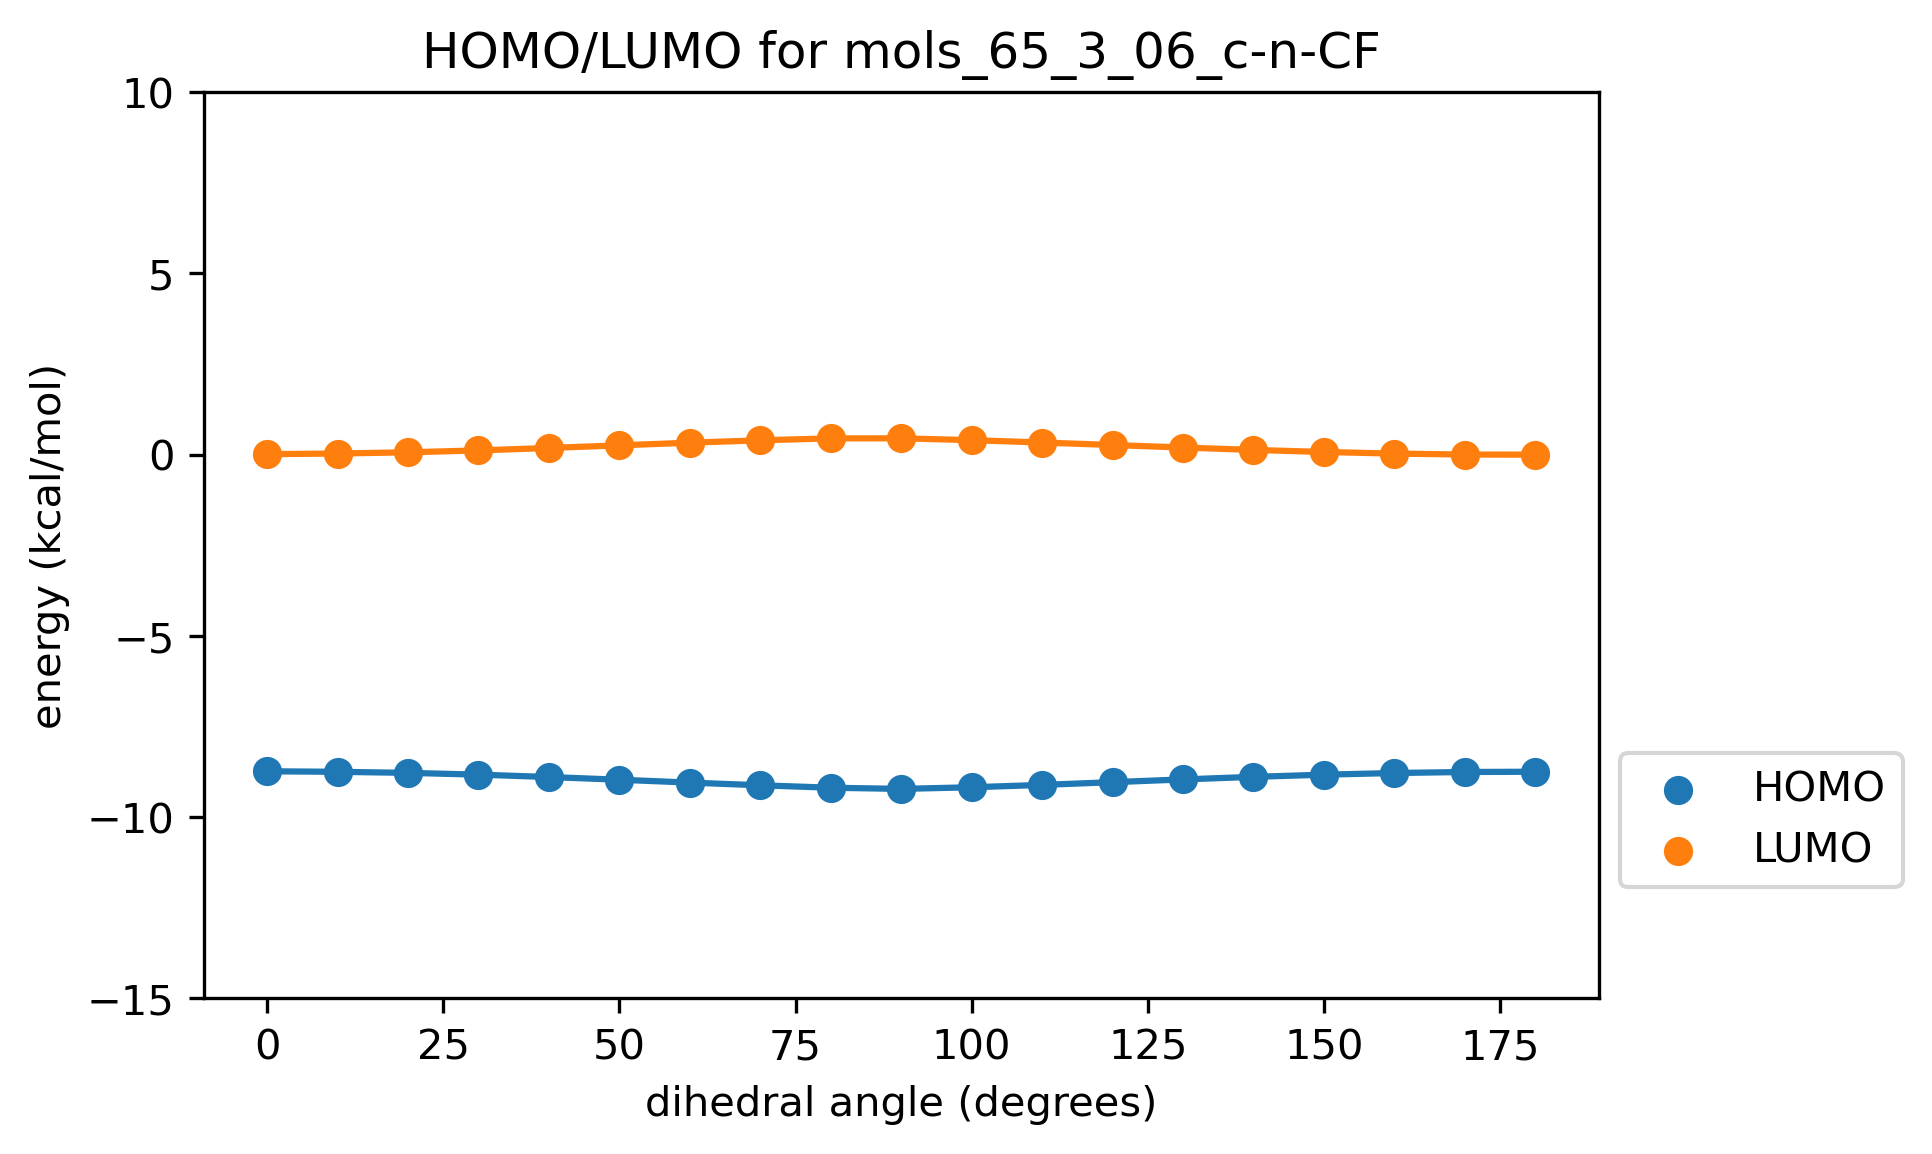 HOMO/LUMO for mols_65_3_06_c-n-CF
10
5
0
−5
−10
−15
energy (kcal/mol)
0 25 50 75 100 125 150 175
dihedral angle (degrees)
HOMO
LUMO